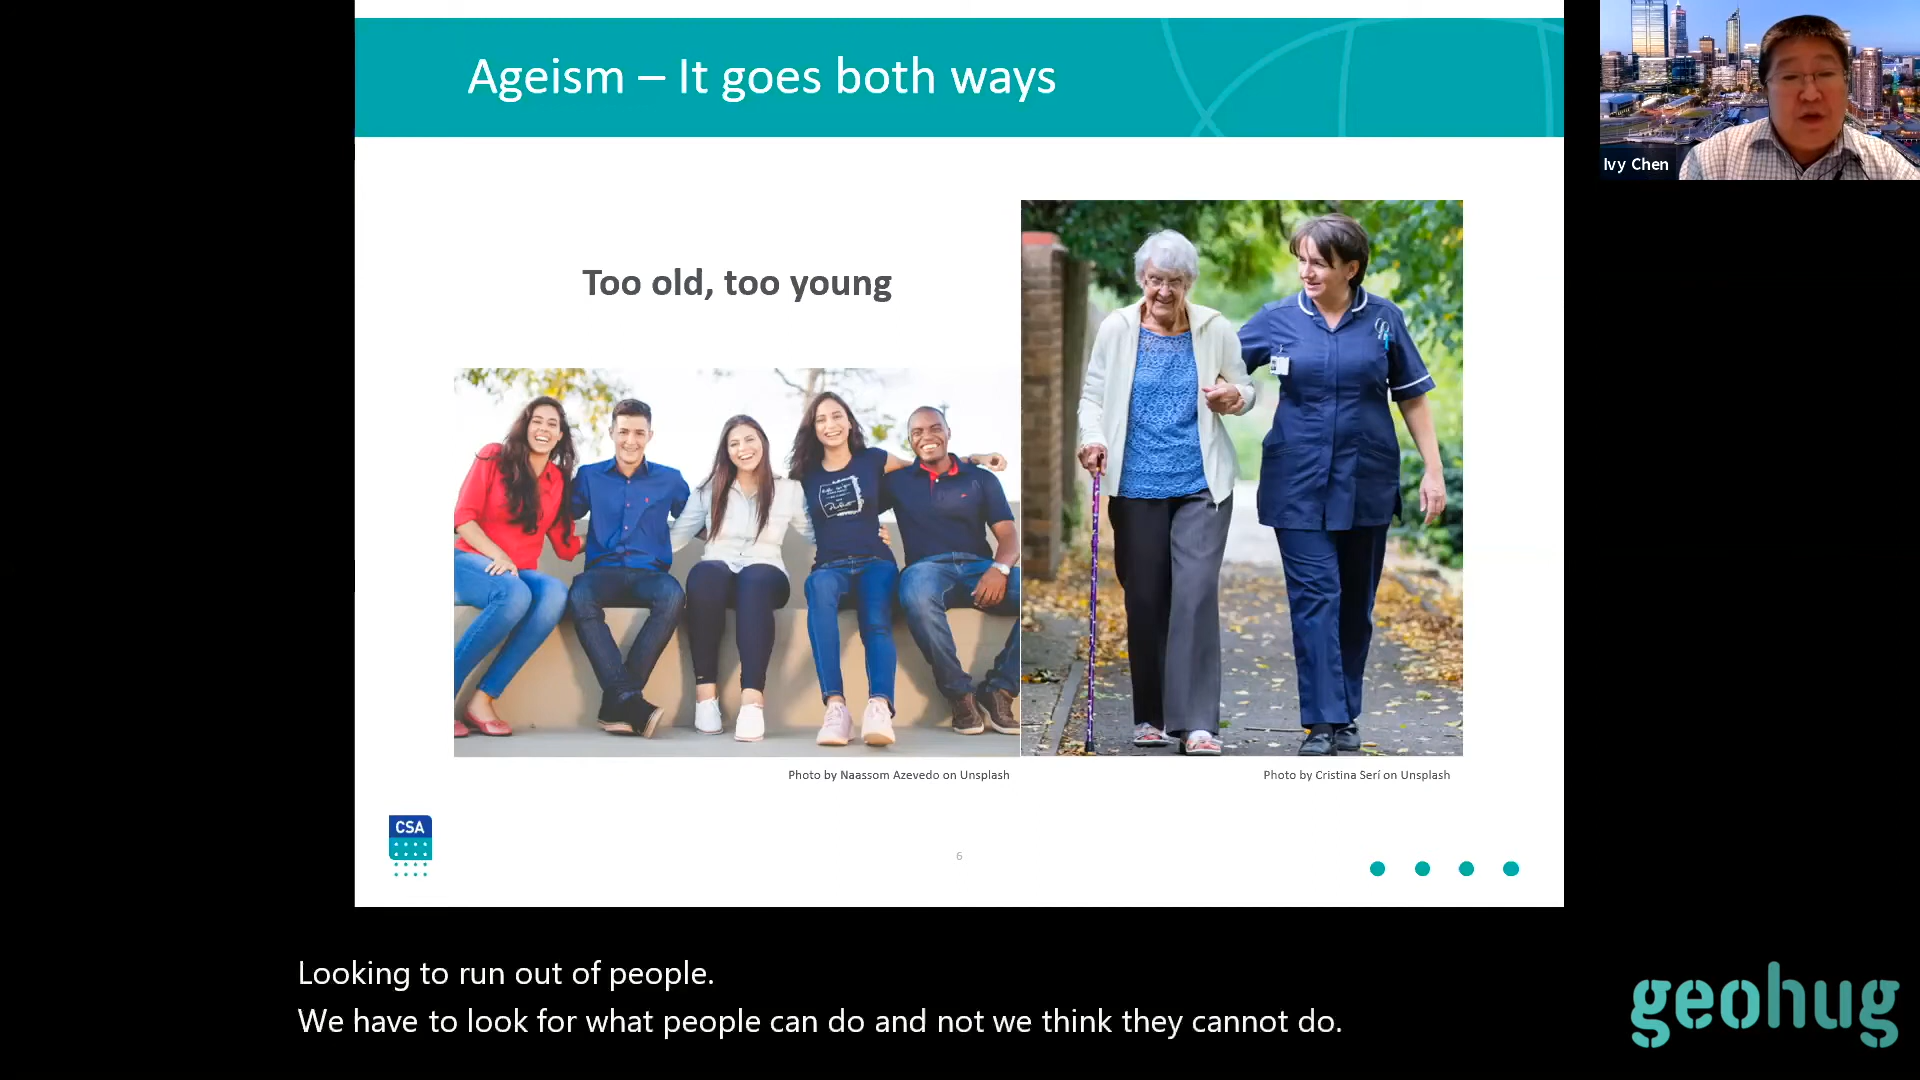 Ageism – It goes both ways
Ivy Chen
Too old, too young
Photo by Naassom Azevedo on Unsplash
Photo by Cristina Serí on Unsplash
CSA
6
Looking to run out of people.
We have to look for what people can do and not we think they cannot do.
geohug